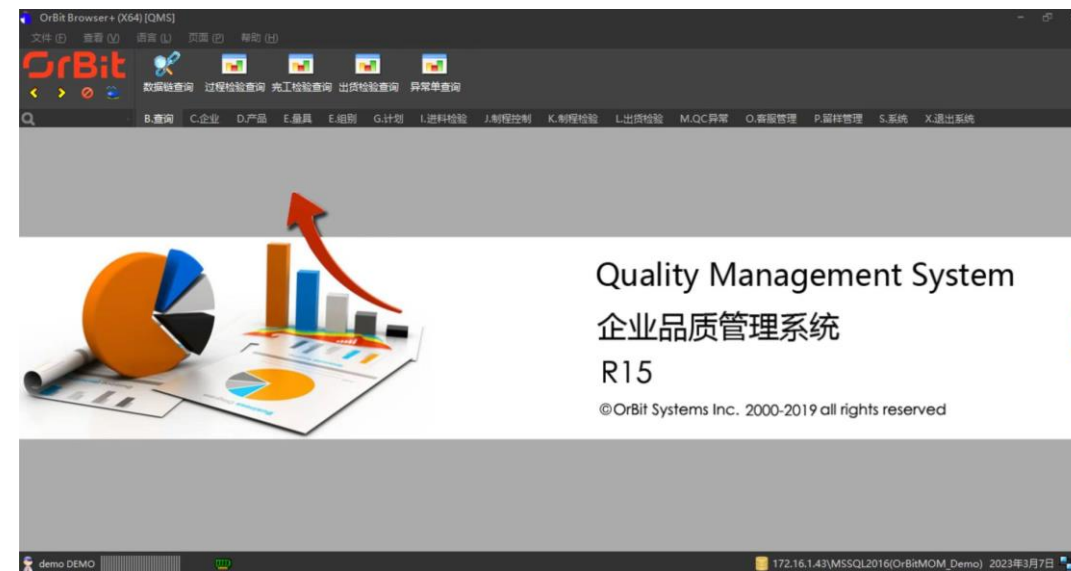 OrBit Browser+ (X64) [QMS]
文件(F) 查看(V) 语言(L) 页面(P) 帮助(H)
OrBit
数据链查询 过程检验查询 完工检验查询 出货检验查询 异常单查询
B.查询 C.企业 D.产品 E.量具 E.组别 G.计划 I.进料检验 J.制程控制 K.制程检验 L.出货检验 M.QC异常 O.客服管理 P.留样管理 S.系统 X.退出系统
Quality Management System
企业品质管理系统
R15
©OrBit Systems Inc. 2000-2019 all rights reserved
demo DEMO 172.16.1.43\MSSQL2016(OrBitMOM_Demo) 2023年3月7日